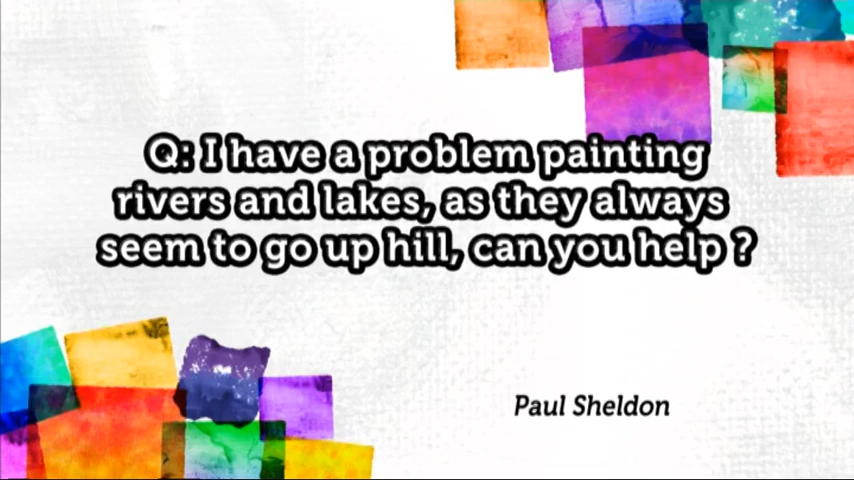 Q: I have a problem painting
rivers and lakes, as they always
seem to go up hill, can you help ?
Paul Sheldon